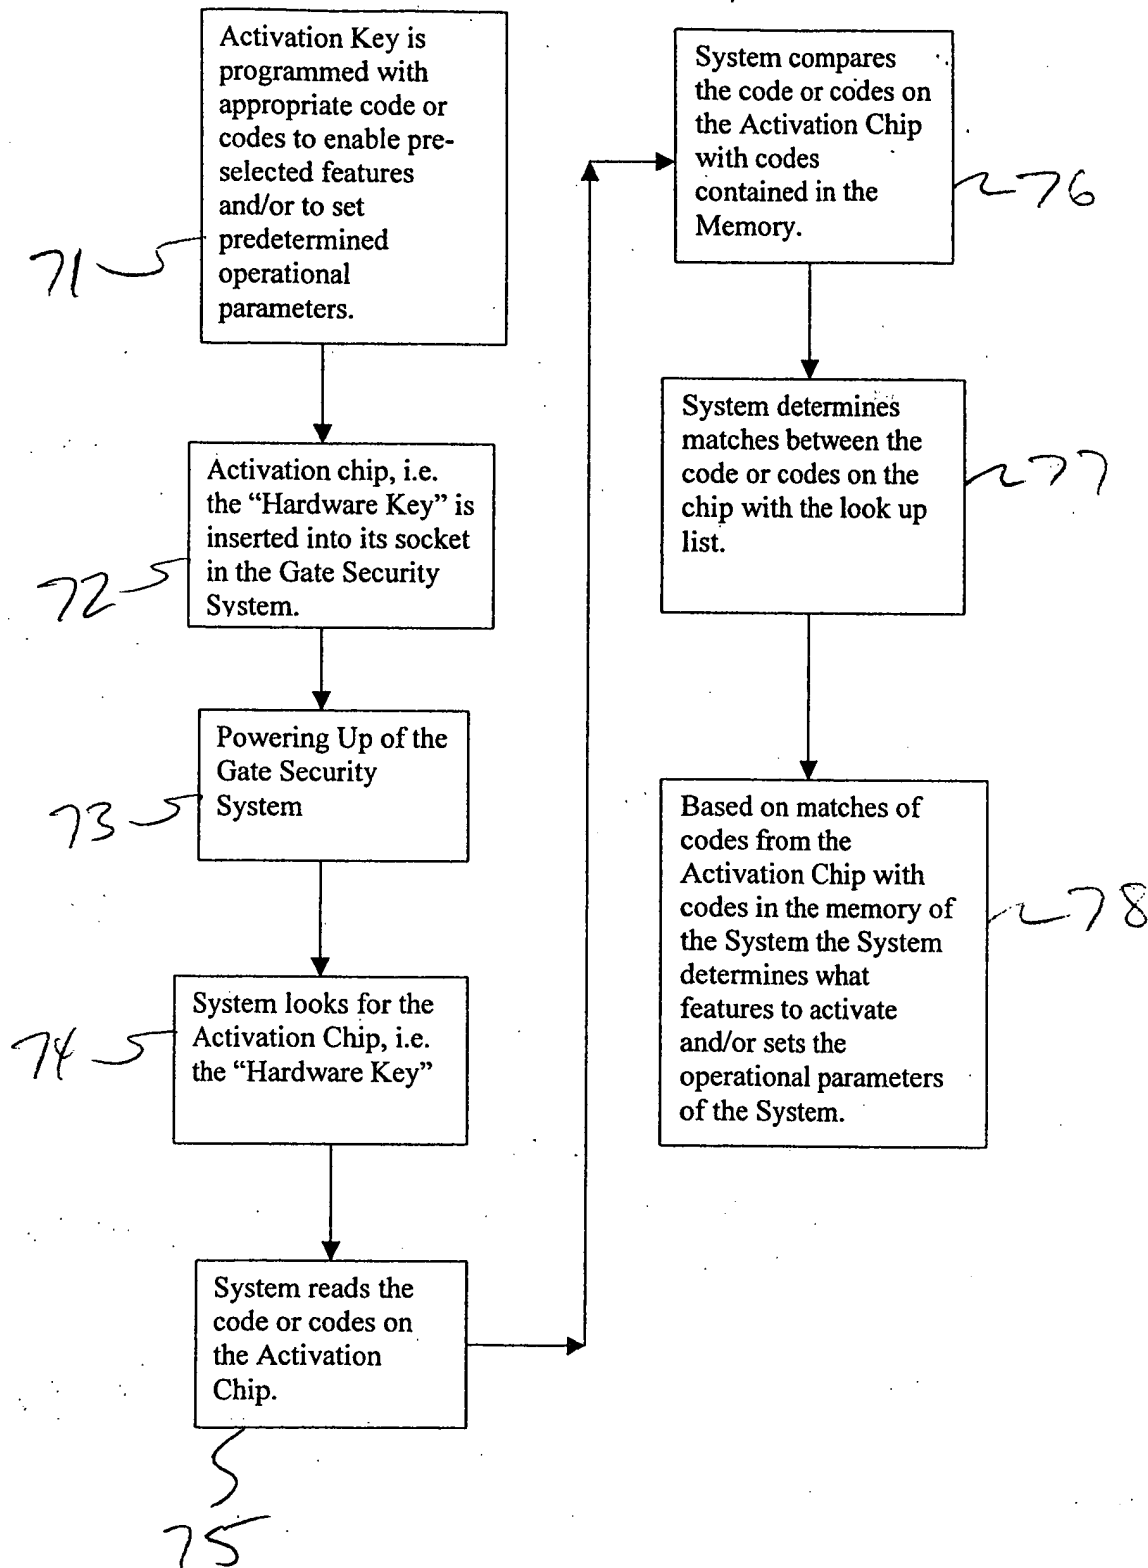 Activation Key is
programmed with
appropriate code or
codes to enable pre-
selected features
and/or to set
predetermined
operational
parameters.
71
Activation chip, i.e.
the “Hardware Key” is
inserted into its socket
in the Gate Security
System.
72
Powering Up of the
Gate Security
System
73
System looks for the
Activation Chip, i.e.
the “Hardware Key”
74
System reads the
code or codes on
the Activation
Chip.
75
System compares
the code or codes on
the Activation Chip
with codes
contained in the
Memory.
76
System determines
matches between the
code or codes on the
chip with the look up
list.
77
Based on matches of
codes from the
Activation Chip with
codes in the memory of
the System the System
determines what
features to activate
and/or sets the
operational parameters
of the System.
78